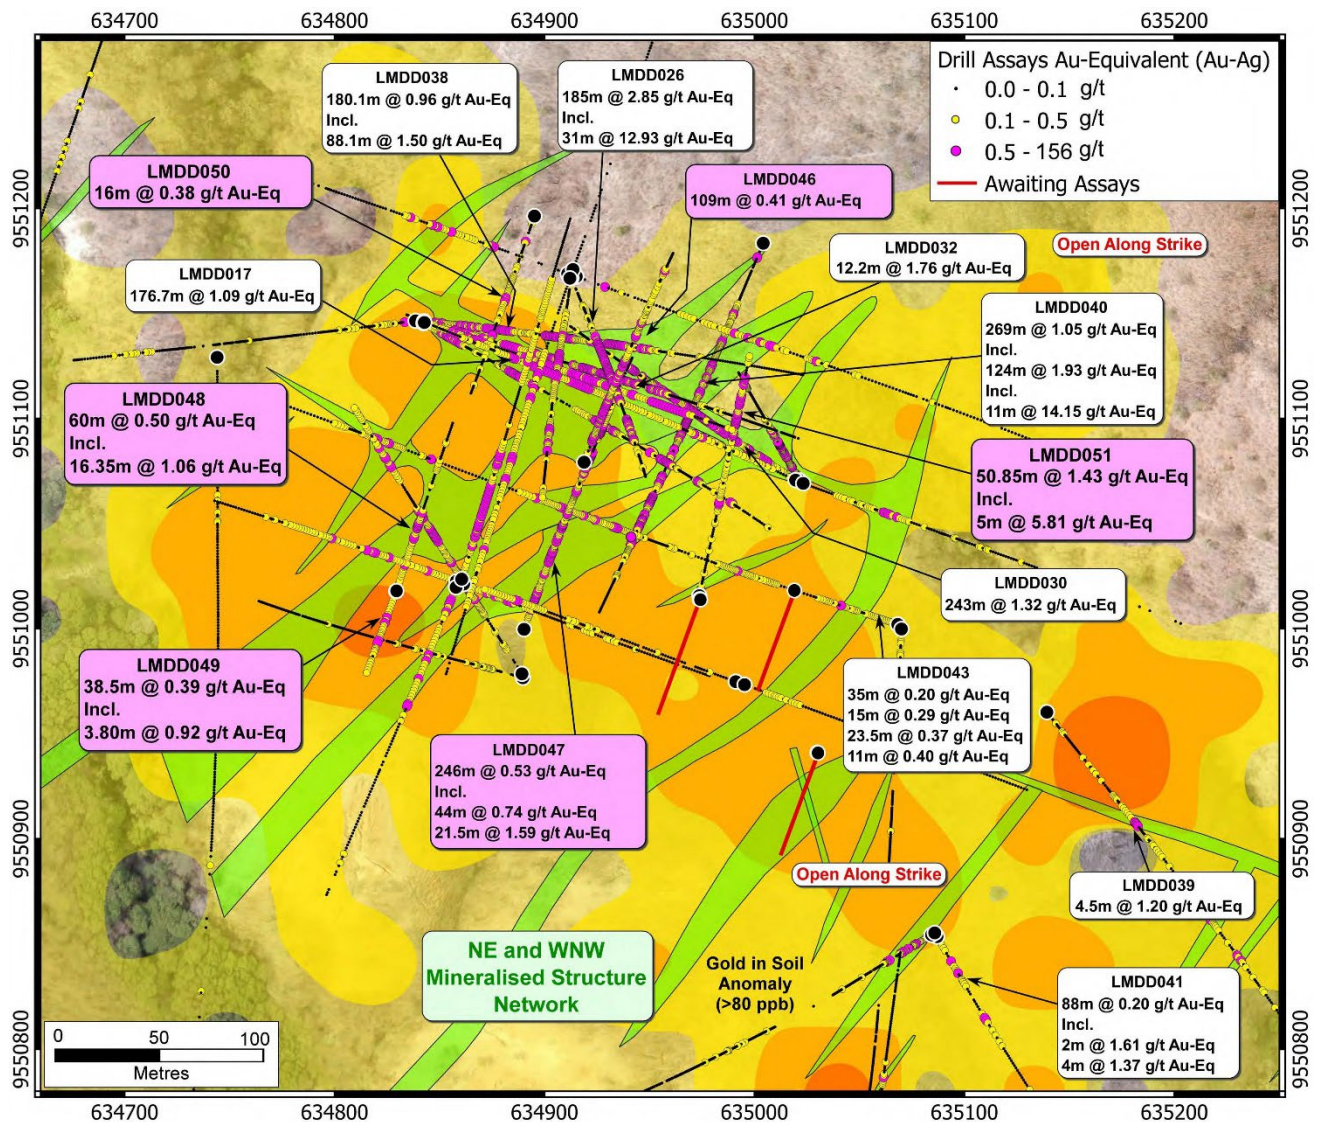 634700 634800 634900 635000 635100 635200
Drill Assays Au-Equivalent (Au-Ag)
0.0 - 0.1 g/t
0.1 - 0.5 g/t
0.5 - 156 g/t
Awaiting Assays
LMDD038
180.1m @ 0.96 g/t Au-Eq
Incl.
88.1m @ 1.50 g/t Au-Eq
LMDD026
185m @ 2.85 g/t Au-Eq
Incl.
31m @ 12.93 g/t Au-Eq
LMDD050
16m @ 0.38 g/t Au-Eq
LMDD046
109m @ 0.41 g/t Au-Eq
9551200
9551200
Open Along Strike
LMDD032
12.2m @ 1.76 g/t Au-Eq
LMDD017
176.7m @ 1.09 g/t Au-Eq
LMDD040
269m @ 1.05 g/t Au-Eq
Incl.
124m @ 1.93 g/t Au-Eq
Incl.
11m @ 14.15 g/t Au-Eq
9551100
9551100
LMDD048
60m @ 0.50 g/t Au-Eq
Incl.
16.35m @ 1.06 g/t Au-Eq
LMDD051
50.85m @ 1.43 g/t Au-Eq
Incl.
5m @ 5.81 g/t Au-Eq
LMDD030
243m @ 1.32 g/t Au-Eq
9551000
9551000
LMDD049
38.5m @ 0.39 g/t Au-Eq
Incl.
3.80m @ 0.92 g/t Au-Eq
LMDD043
35m @ 0.20 g/t Au-Eq
15m @ 0.29 g/t Au-Eq
23.5m @ 0.37 g/t Au-Eq
11m @ 0.40 g/t Au-Eq
LMDD047
246m @ 0.53 g/t Au-Eq
Incl.
44m @ 0.74 g/t Au-Eq
21.5m @ 1.59 g/t Au-Eq
9550900
9550900
Open Along Strike
LMDD039
4.5m @ 1.20 g/t Au-Eq
NE and WNW
Mineralised Structure
Network
Gold in Soil
Anomaly
(>80 ppb)
LMDD041
88m @ 0.20 g/t Au-Eq
Incl.
2m @ 1.61 g/t Au-Eq
4m @ 1.37 g/t Au-Eq
9550800
9550800
0 50 100
Metres
634700 634800 634900 635000 635100 635200